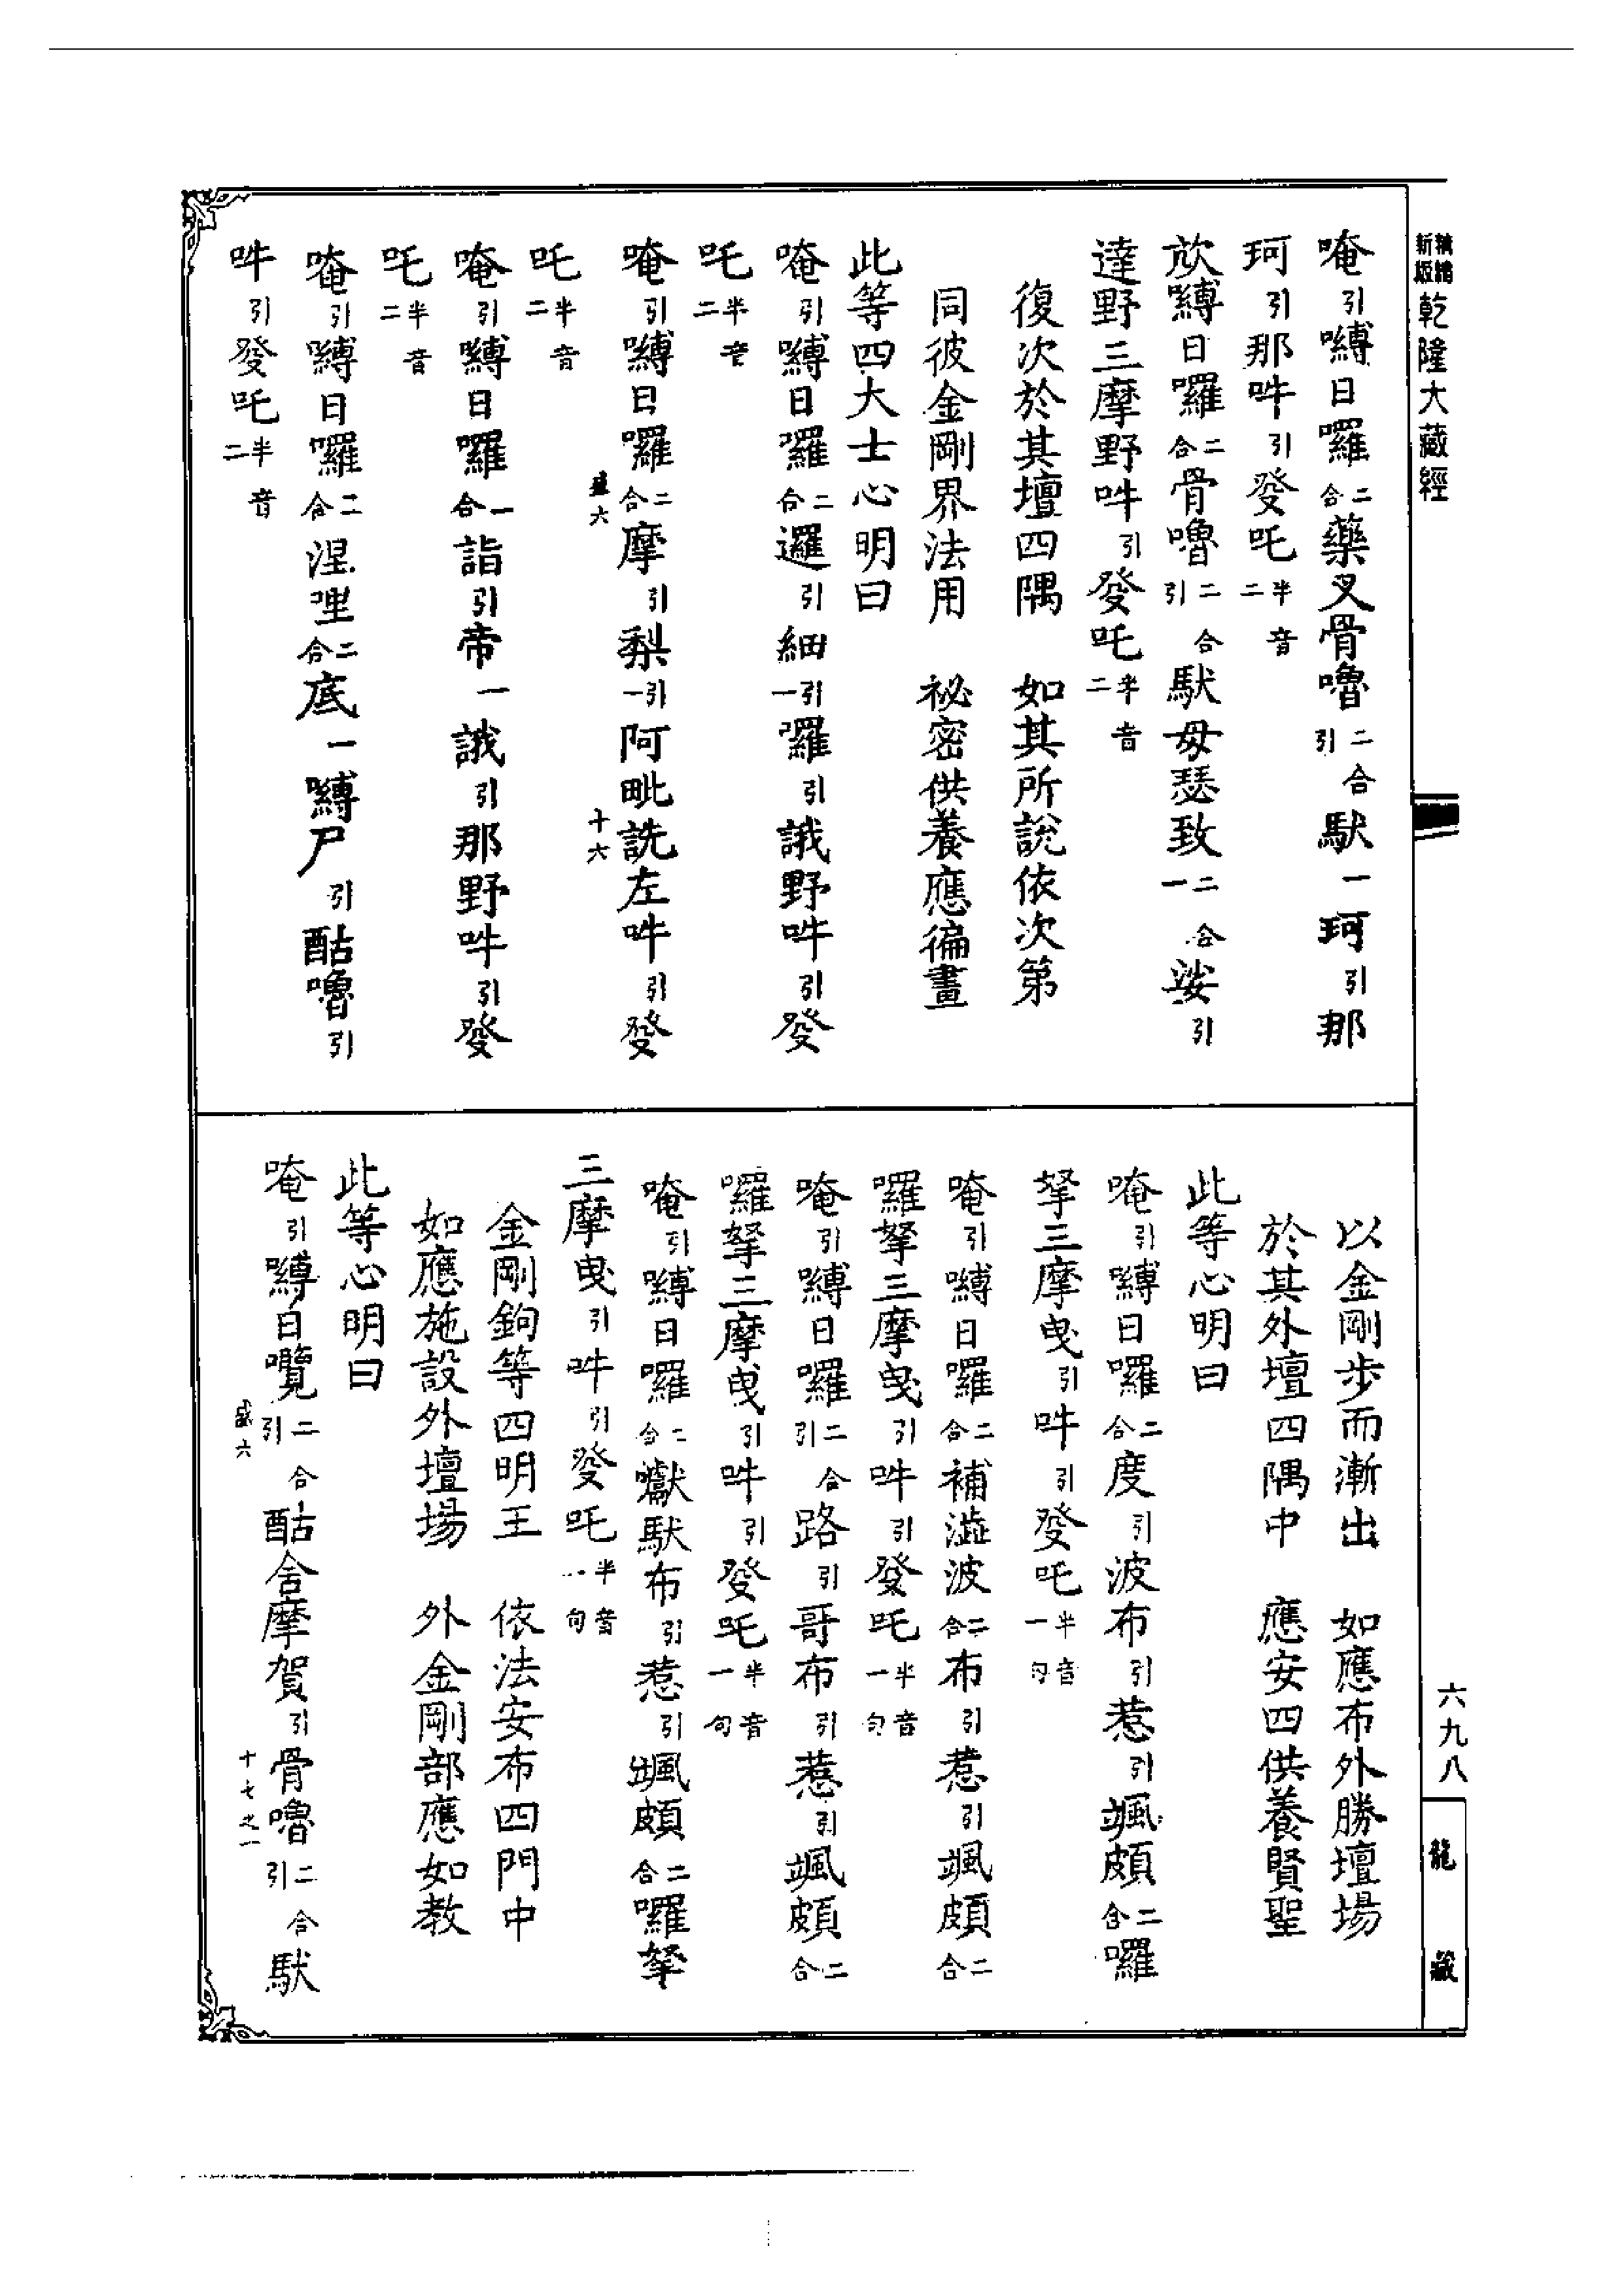 新編縮版乾隆大藏經
唵引嚩日囉二合藥叉骨嚕二合引馱一珂引那
珂引那吽引發吒半音二
欻嚩日囉二合骨嚕二合引馱毋瑟致二合一娑引
達野三摩野吽引發吒半音二
復次於其壇四隅　如其所說依次第
同彼金剛界法用　祕密供養應徧畫
此等四大士心明曰
唵引嚩日囉二合邏引細引一囉引誐野吽引發
吒半音二
唵引嚩日囉二合摩引梨引一阿毗詵左吽引發
盛六
十六
吒半音二
唵引嚩日囉一合詣引帝一誐引那野吽引發
吒半音二
唵引嚩日囉二合涅哩二合底一嚩尸引酤嚕引
吽引發吒半音二
以金剛步而漸出　如應布外勝壇場
於其外壇四隅中　應安四供養賢聖
此等心明曰
唵引嚩日囉二合度引波布引惹引颯頗二合囉
拏三摩曳引吽引發吒半音一句
唵引嚩日囉二合補澁波二合布引惹引颯頗二合
囉拏三摩曳引吽引發吒半音一句
唵引嚩日囉二合引路引哥布引惹引颯頗二合
囉拏三摩曳引吽引發吒半音一句
唵引嚩日囉二合巘馱布引惹引颯頗二合囉拏
三摩曳引吽引發吒半音一句
金剛鉤等四明王　依法安布四門中
如應施設外壇場　外金剛部應如教
此等心明曰
唵引嚩日囕二合引酤舍摩賀引骨嚕二合引馱
盛六
十七之一
六九八
龍藏